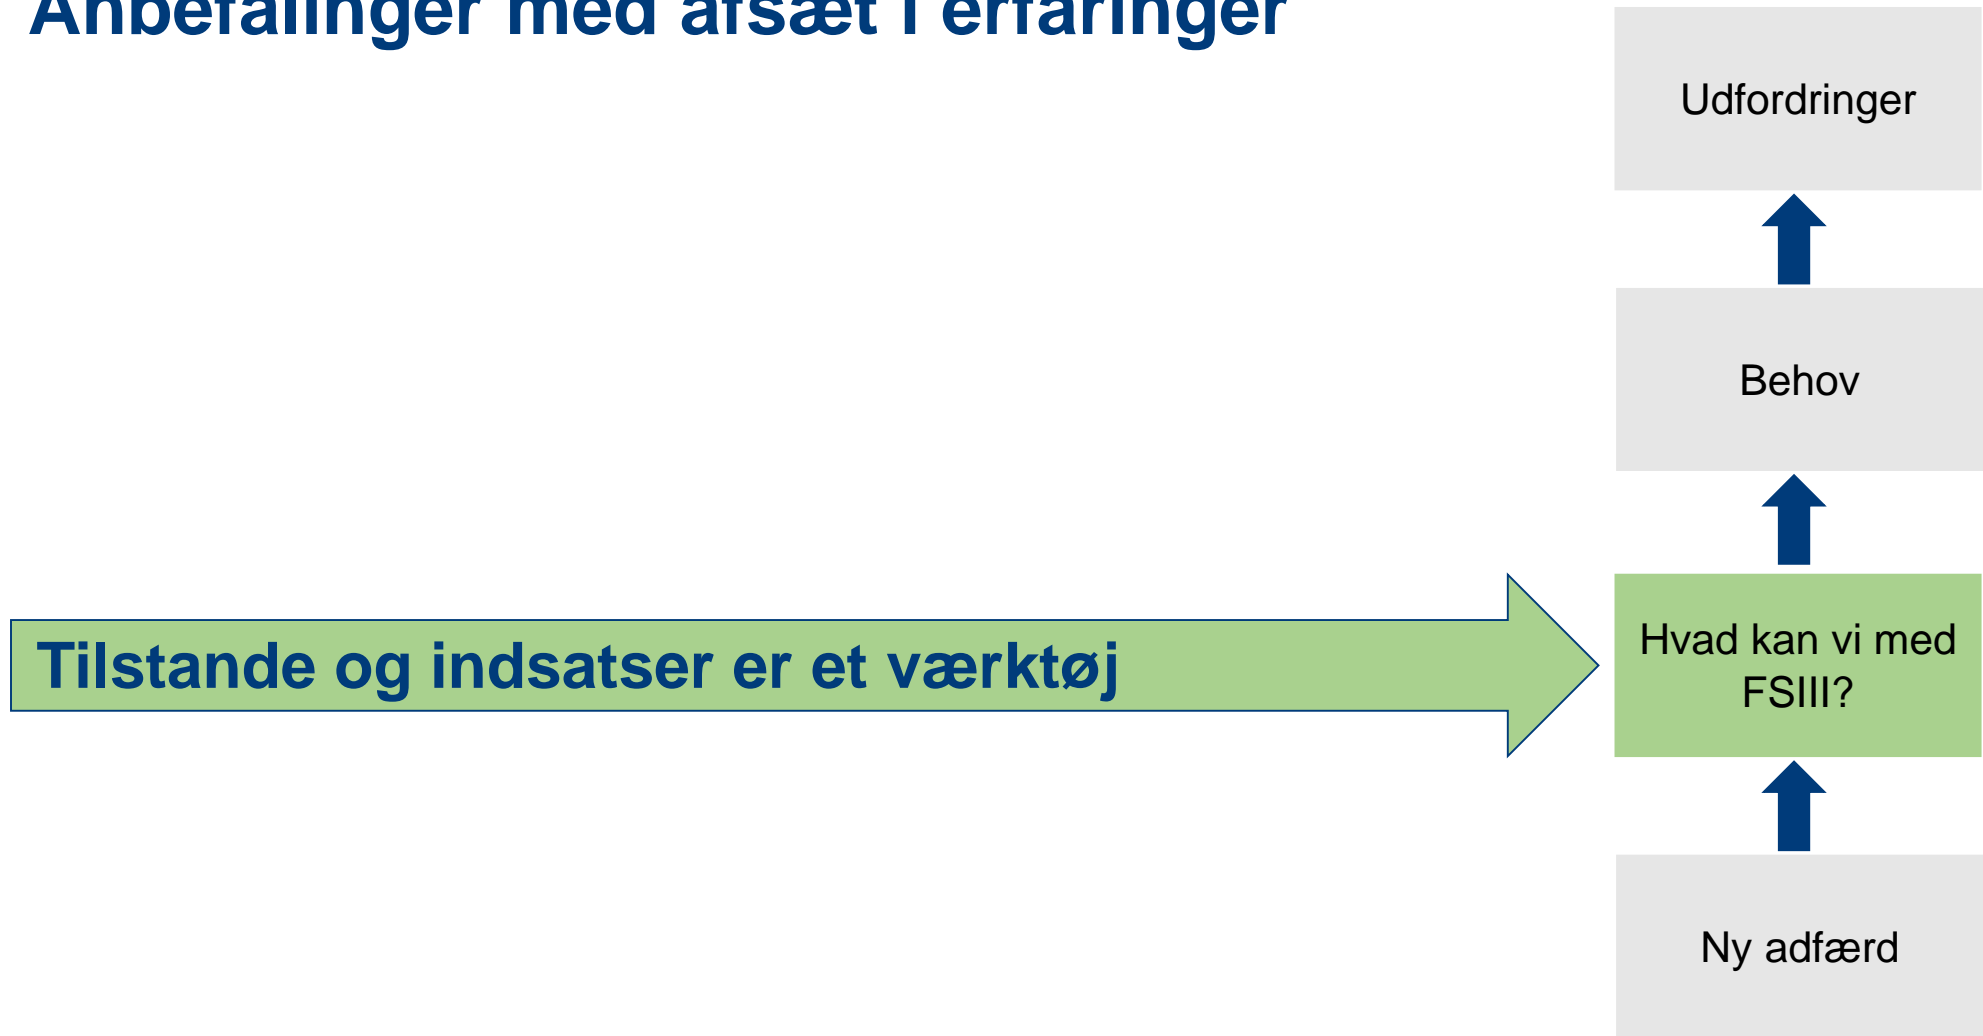 Anbefalinger med afsæt i erfaringer
Udfordringer
Behov
Tilstande og indsatser er et værktøj
Hvad kan vi med
FSIII?
Ny adfærd